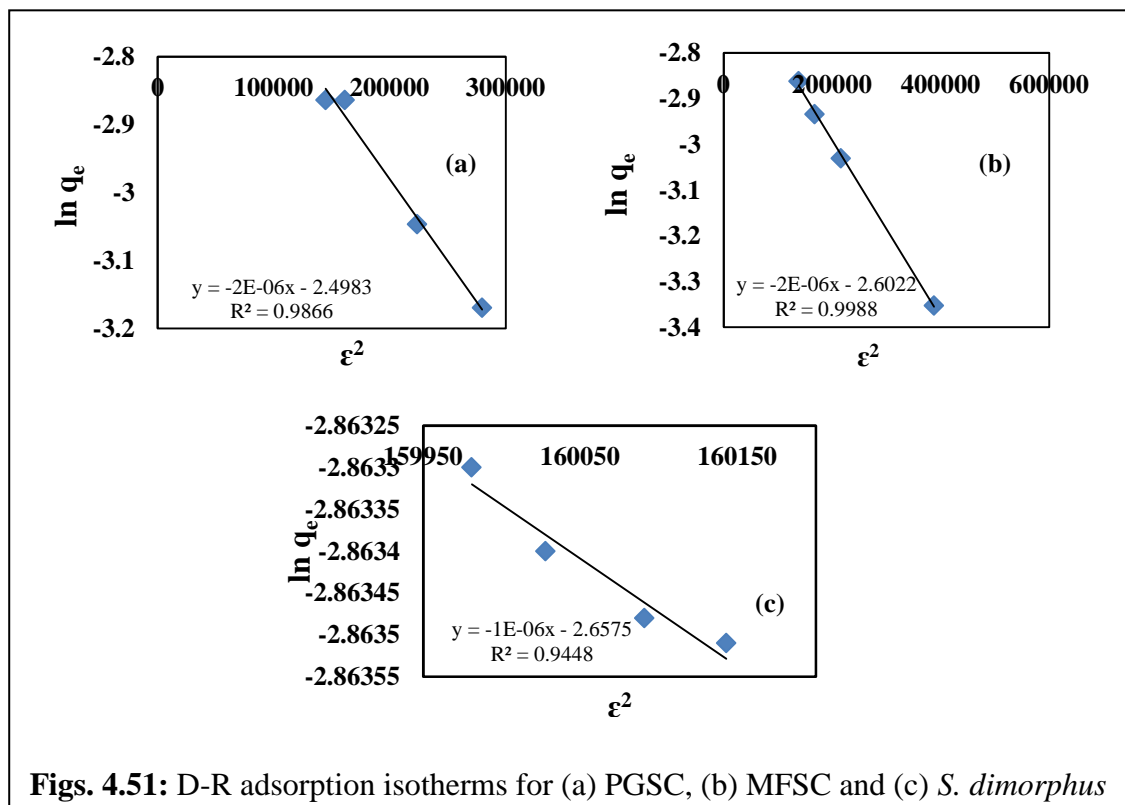 -2.8
0 100000 200000 300000
-2.9
-3
-3.1
-3.2
ln qₑ
(a)
y = -2E-06x - 2.4983
R² = 0.9866
ε²
-2.8
0 200000 400000 600000
-2.9
-3
-3.1
-3.2
-3.3
-3.4
ln qₑ
(b)
y = -2E-06x - 2.6022
R² = 0.9988
ε²
-2.86325
159950 160050 160150
-2.8633
-2.86335
-2.8634
-2.86345
-2.8635
-2.86355
ln qₑ
(c)
y = -1E-06x - 2.6575
R² = 0.9448
ε²
Figs. 4.51: D-R adsorption isotherms for (a) PGSC, (b) MFSC and (c) S. dimorphus